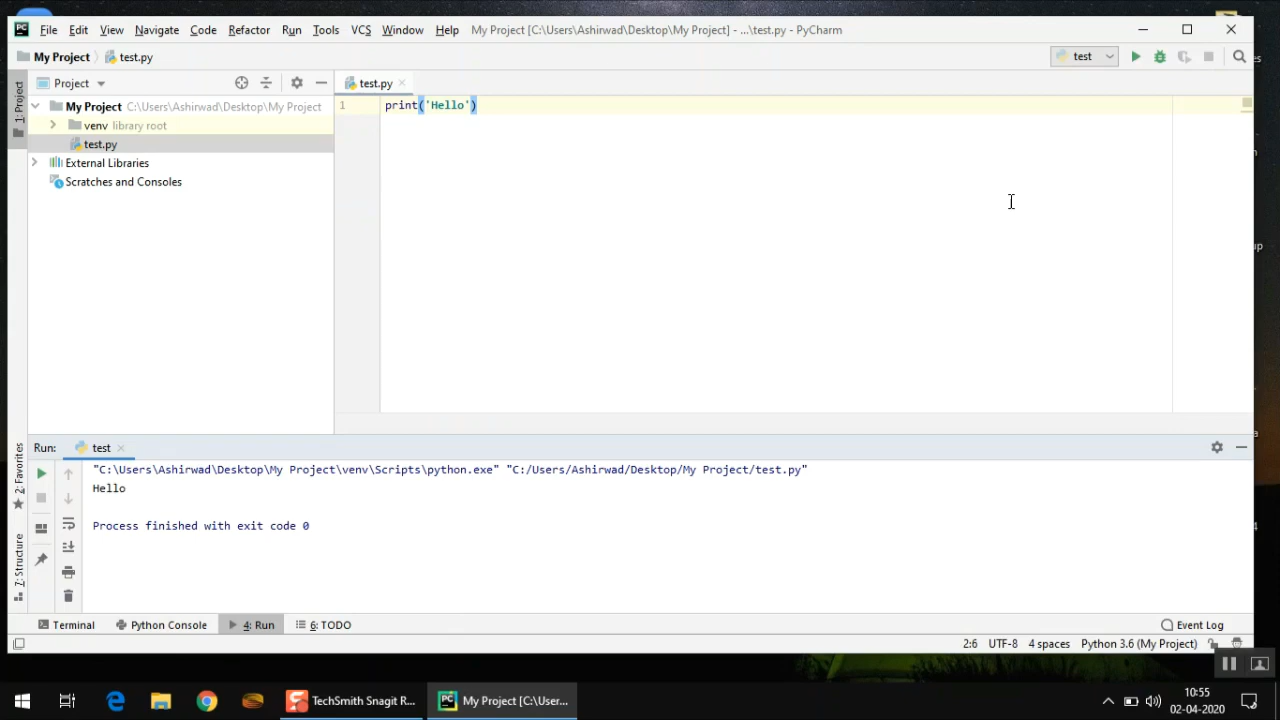 File Edit View Navigate Code Refactor Run Tools VCS Window Help My Project [C:\Users\Ashirwad\Desktop\My Project] - ...\test.py - PyCharm
My Project test.py test
1: Project
Project test.py
My Project C:\Users\Ashirwad\Desktop\My Project
1 print('Hello')
venv library root
test.py
External Libraries
Scratches and Consoles
Run: test
2: Favorites
7: Structure
"C:\Users\Ashirwad\Desktop\My Project\venv\Scripts\python.exe" "C:/Users/Ashirwad/Desktop/My Project/test.py"
Hello
Process finished with exit code 0
Terminal Python Console 4: Run 6: TODO Event Log
2:6 UTF-8 4 spaces Python 3.6 (My Project)
TechSmith Snagit R... My Project [C:\User...
10:55
02-04-2020